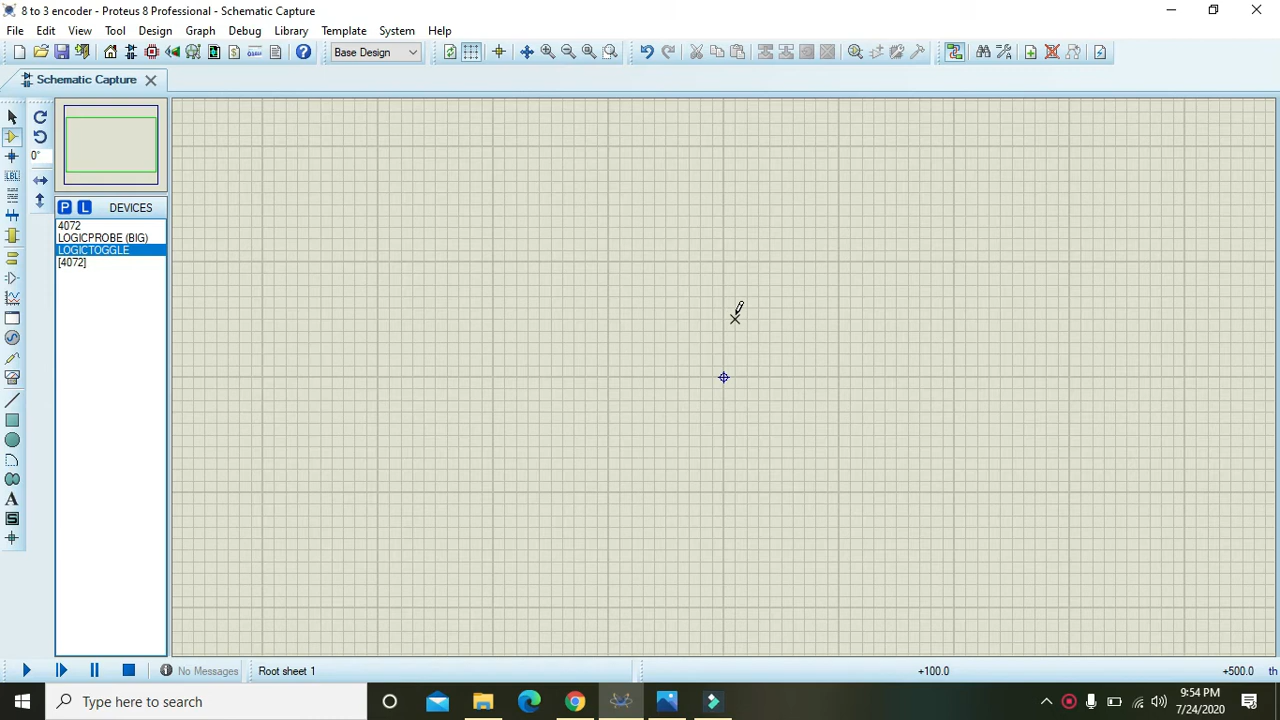 8 to 3 encoder - Proteus 8 Professional - Schematic Capture
File Edit View Tool Design Graph Debug Library Template System Help
Base Design
Schematic Capture
0°
P L DEVICES
4072
LOGICPROBE (BIG)
LOGICTOGGLE
[4072]
LBL
A
S
No Messages
Root sheet 1
+100.0
+500.0
th
Type here to search
9:54 PM
7/24/2020